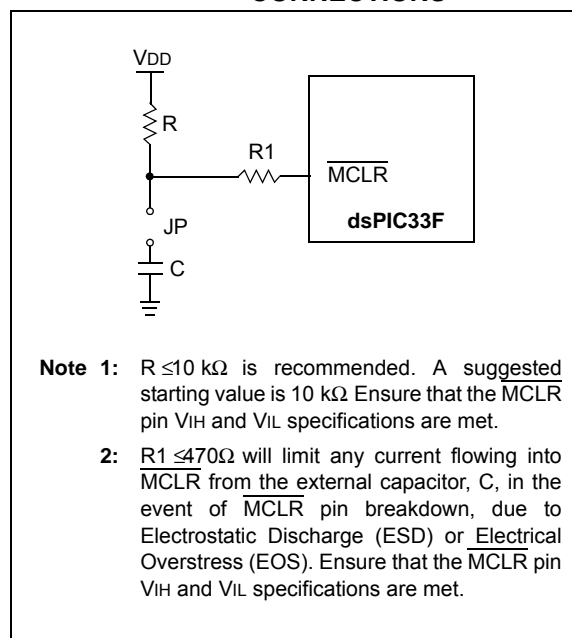 VDD
R
R1
MCLR
dsPIC33F
JP
C
Note 1: R ≤10 kΩ is recommended. A suggested
starting value is 10 kΩ Ensure that the MCLR
pin VIH and VIL specifications are met.
2: R1 ≤470Ω will limit any current flowing into
MCLR from the external capacitor, C, in the
event of MCLR pin breakdown, due to
Electrostatic Discharge (ESD) or Electrical
Overstress (EOS). Ensure that the MCLR pin
VIH and VIL specifications are met.